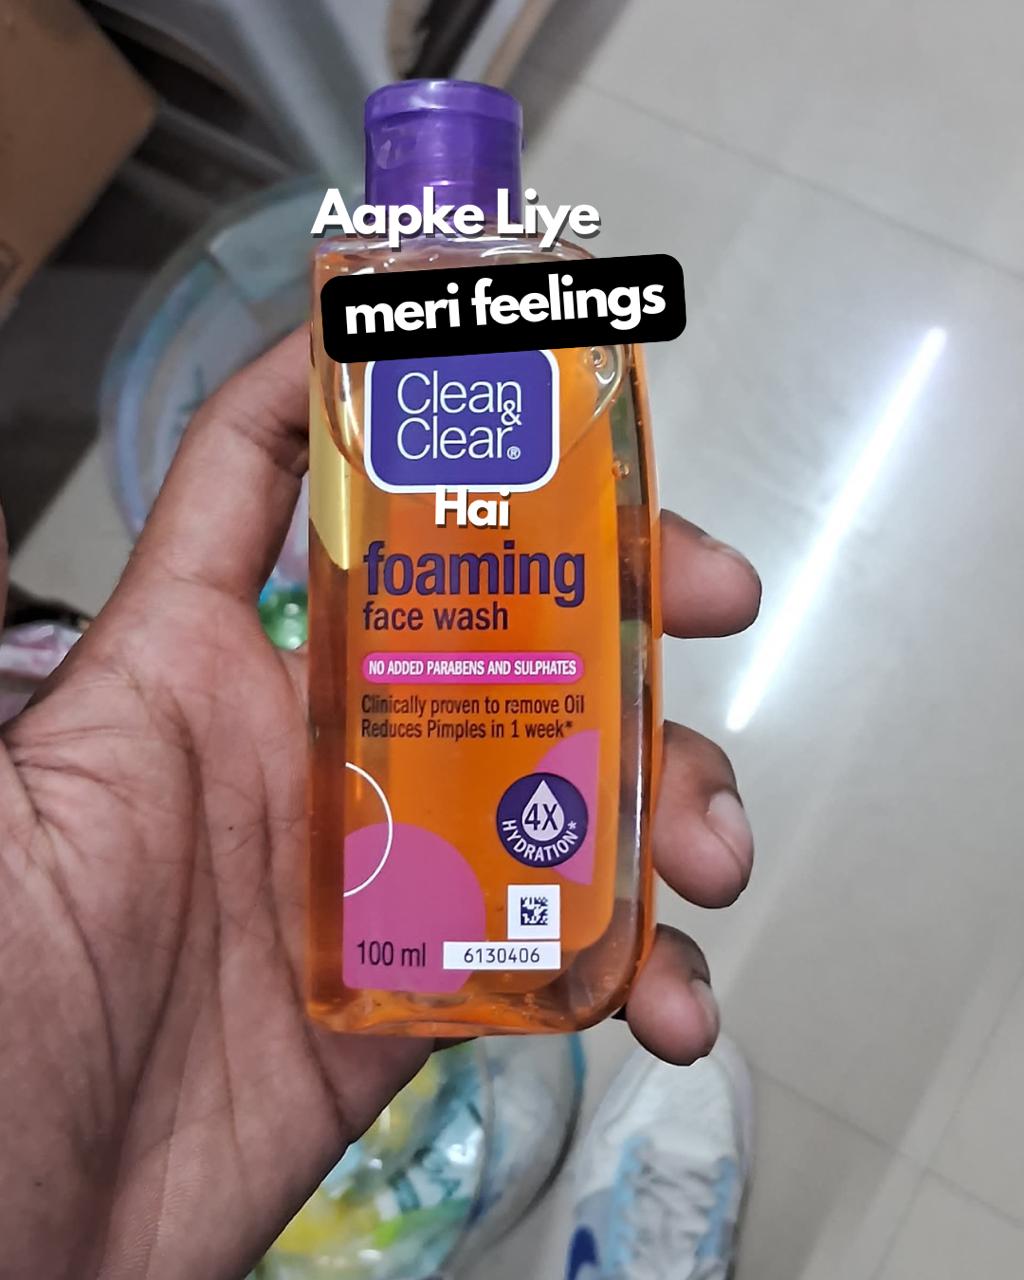 Aapke Liye
meri feelings
Clean
&
Clear®
Hai
foaming
face wash
NO ADDED PARABENS AND SULPHATES
Clinically proven to remove Oil
Reduces Pimples in 1 week*
4X
HYDRATION*
100 ml
6130406